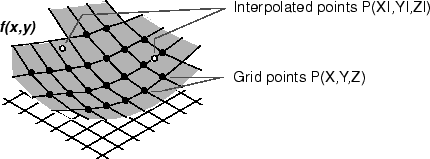 Interpolated points P(XI,YI,ZI)
f(x,y)
Grid points P(X,Y,Z)